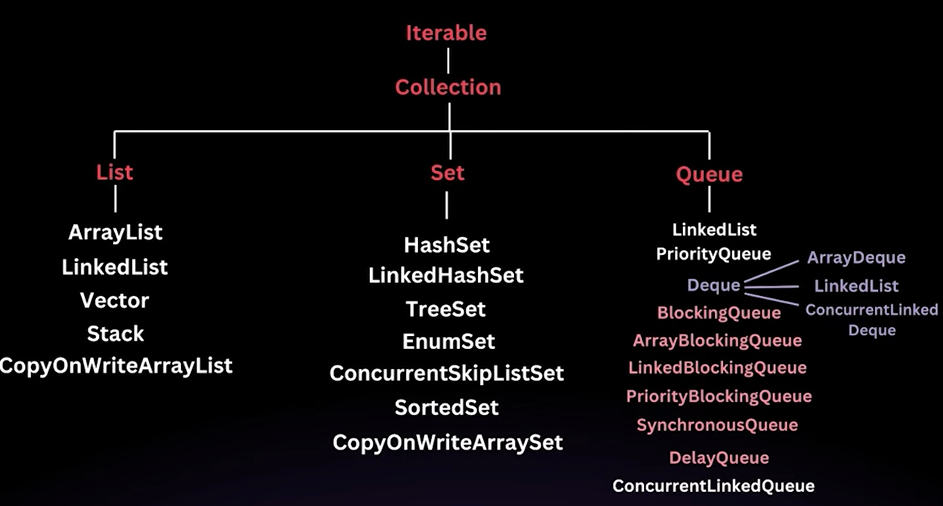 Iterable
Collection
List
Set
Queue
ArrayList
LinkedList
Vector
Stack
CopyOnWriteArrayList
HashSet
LinkedHashSet
TreeSet
EnumSet
ConcurrentSkipListSet
SortedSet
CopyOnWriteArraySet
LinkedList
PriorityQueue
Deque
ArrayDeque
LinkedList
ConcurrentLinked
Deque
BlockingQueue
ArrayBlockingQueue
LinkedBlockingQueue
PriorityBlockingQueue
SynchronousQueue
DelayQueue
ConcurrentLinkedQueue